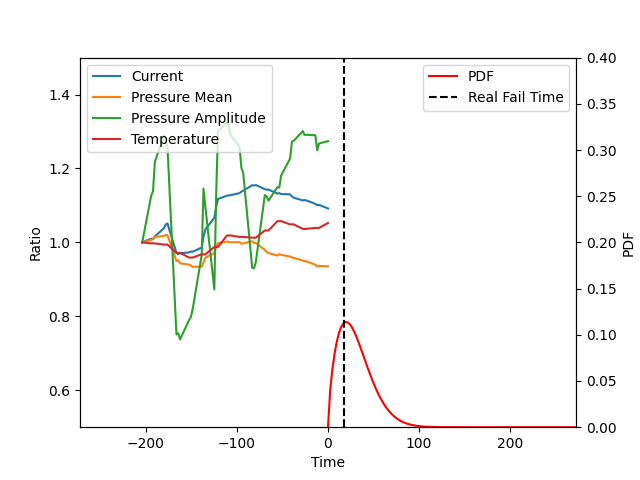 Current
Pressure Mean
Pressure Amplitude
Temperature
PDF
Real Fail Time
1.4
1.2
1.0
0.8
0.6
Ratio
0.40
0.35
0.30
0.25
0.20
0.15
0.10
0.05
0.00
PDF
−200
−100
0
100
200
Time